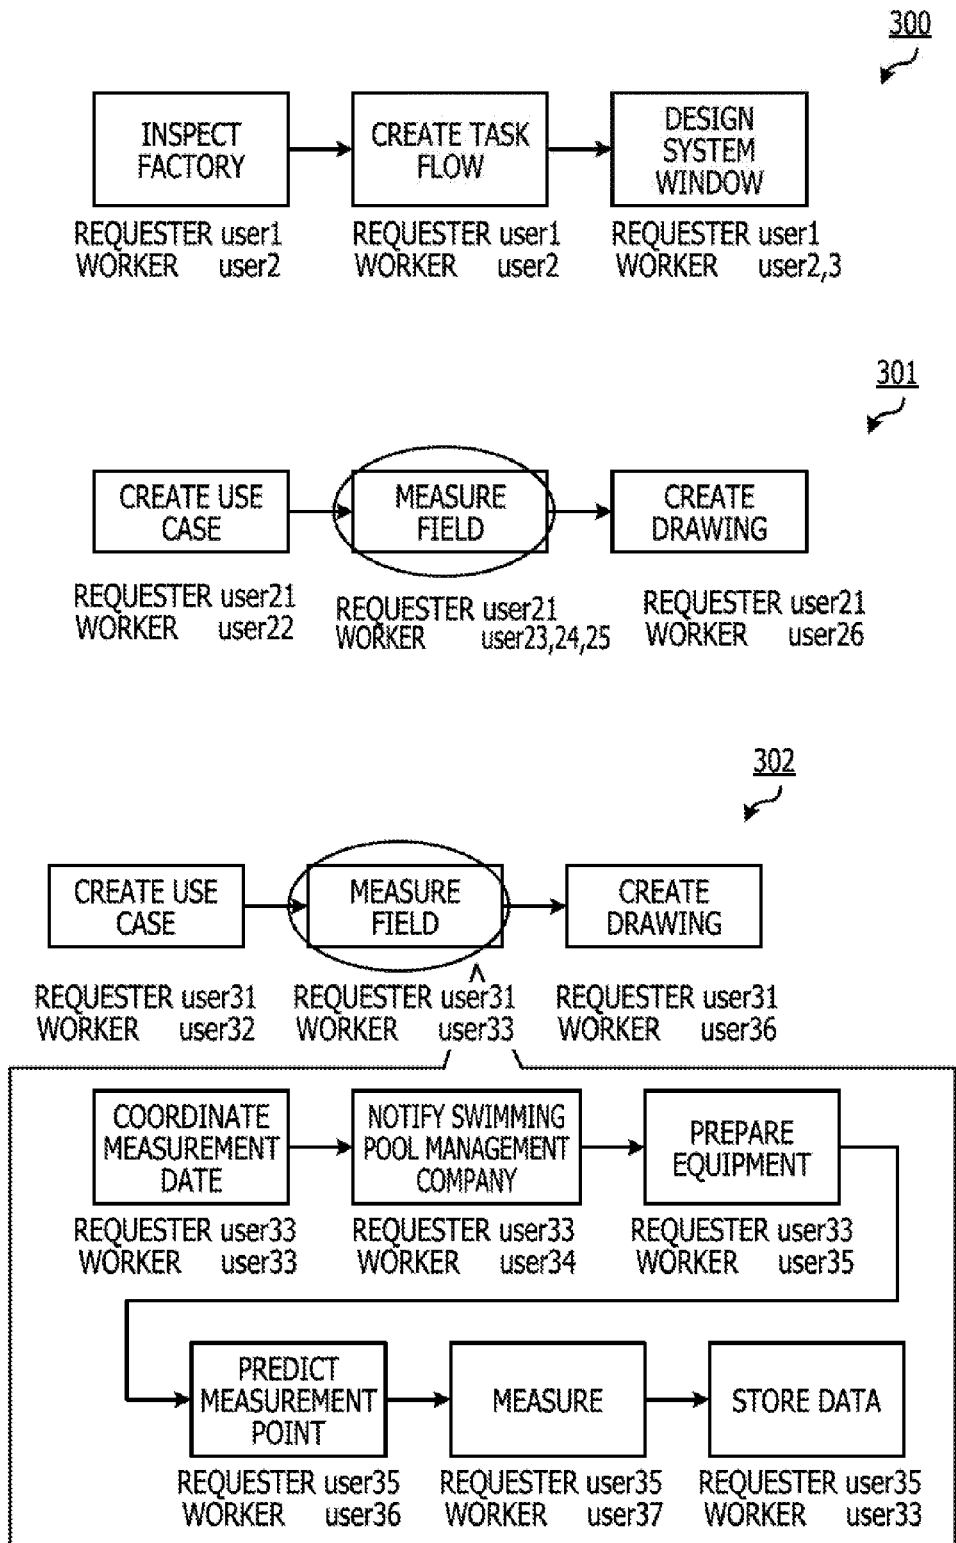 300
INSPECT
FACTORY
CREATE TASK
FLOW
DESIGN
SYSTEM
WINDOW
REQUESTER user1
WORKER user2
REQUESTER user1
WORKER user2
REQUESTER user1
WORKER user2,3
301
CREATE USE
CASE
MEASURE
FIELD
CREATE
DRAWING
REQUESTER user21
WORKER user22
REQUESTER user21
WORKER user23,24,25
REQUESTER user21
WORKER user26
302
CREATE USE
CASE
MEASURE
FIELD
CREATE
DRAWING
REQUESTER user31
WORKER user32
REQUESTER user31
WORKER user33
REQUESTER user31
WORKER user36
COORDINATE
MEASUREMENT
DATE
NOTIFY SWIMMING
POOL MANAGEMENT
COMPANY
PREPARE
EQUIPMENT
REQUESTER user33
WORKER user33
REQUESTER user33
WORKER user34
REQUESTER user33
WORKER user35
PREDICT
MEASUREMENT
POINT
MEASURE
STORE DATA
REQUESTER user35
WORKER user36
REQUESTER user35
WORKER user37
REQUESTER user35
WORKER user33